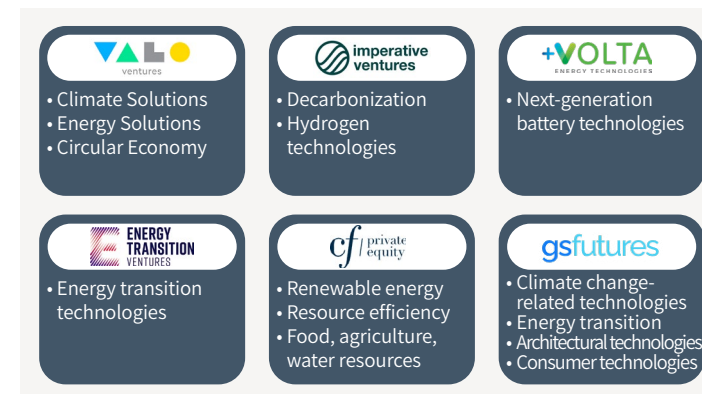 VALO
ventures
• Climate Solutions
• Energy Solutions
• Circular Economy
imperative
ventures
• Decarbonization
• Hydrogen
technologies
+VOLTA
ENERGY TECHNOLOGIES
• Next-generation
battery technologies
E ENERGY
TRANSITION
VENTURES
• Energy transition
technologies
cf / private
equity
• Renewable energy
• Resource efficiency
• Food, agriculture,
water resources
gsfutures
• Climate change-
related technologies
• Energy transition
• Architectural technologies
• Consumer technologies